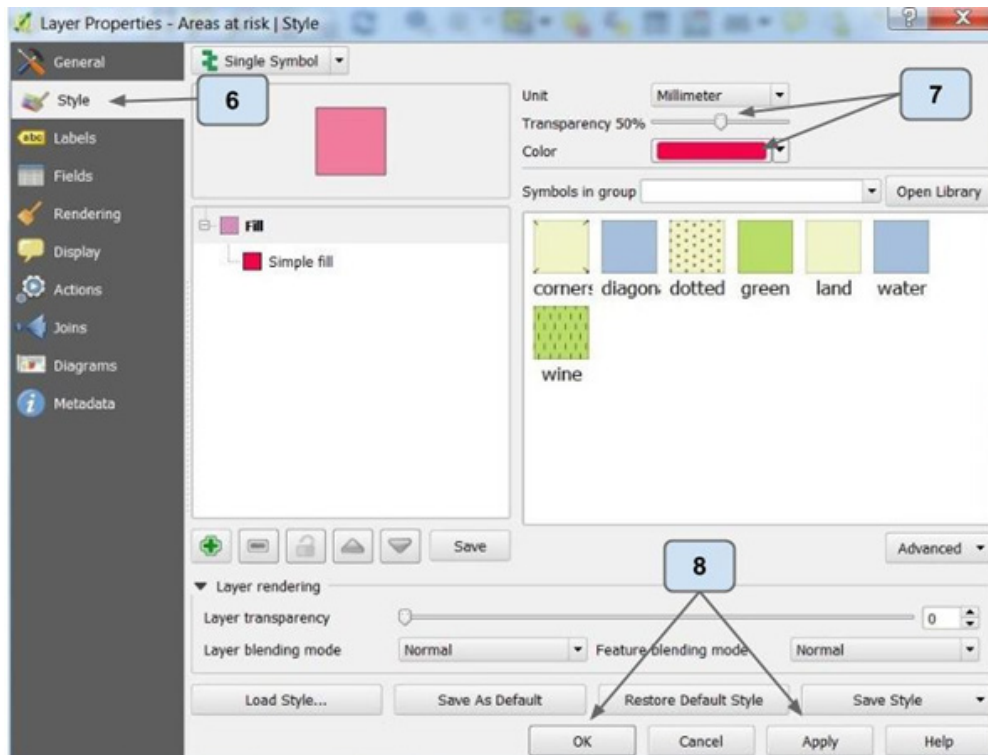 Layer Properties - Areas at risk | Style
General
Style
abc Labels
Fields
Rendering
Display
Actions
Joins
Diagrams
Metadata
Single Symbol
6
Unit Millimeter
7
Transparency 50%
Color
Symbols in group Open Library
Fill
Simple fill
corners diagon dotted green land water
wine
Save
Advanced
8
Layer rendering
Layer transparency 0
Layer blending mode Normal Feature blending mode Normal
Load Style... Save As Default Restore Default Style Save Style
OK Cancel Apply Help